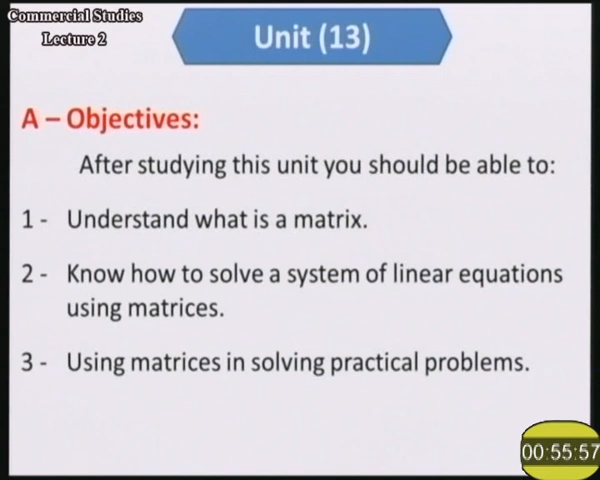 Commercial Studies
Lecture 2
Unit (13)
A – Objectives:
After studying this unit you should be able to:
1 - Understand what is a matrix.
2 - Know how to solve a system of linear equations
using matrices.
3 - Using matrices in solving practical problems.
00:55:57